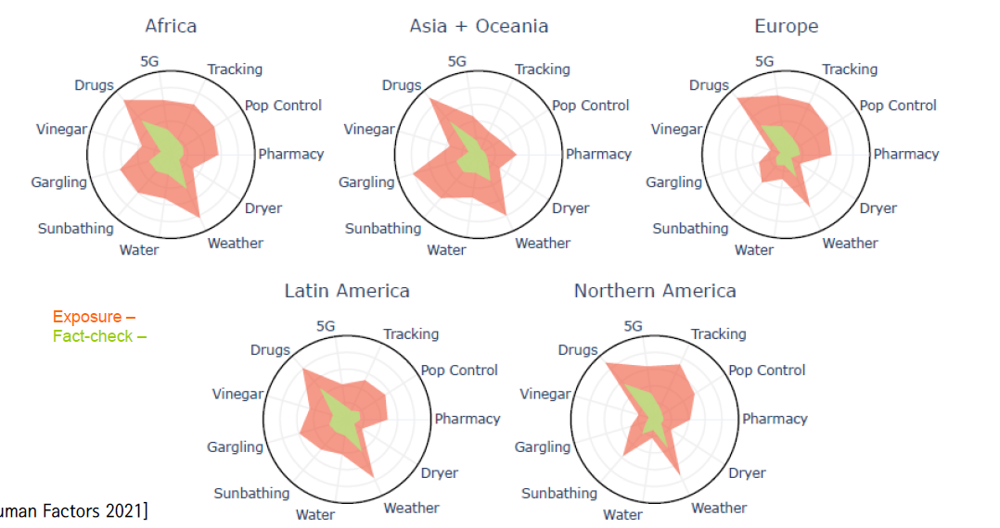 Africa
Asia + Oceania
Europe
5G
Tracking
Drugs
Pop Control
Vinegar
Pharmacy
Gargling
Dryer
Sunbathing
Weather
Water
5G
Tracking
Drugs
Pop Control
Vinegar
Pharmacy
Gargling
Dryer
Sunbathing
Weather
Water
5G
Tracking
Drugs
Pop Control
Vinegar
Pharmacy
Gargling
Dryer
Sunbathing
Weather
Water
Latin America
Northern America
Exposure –
Fact-check –
5G
Tracking
Drugs
Pop Control
Vinegar
Pharmacy
Gargling
Dryer
Sunbathing
Weather
Water
5G
Tracking
Drugs
Pop Control
Vinegar
Pharmacy
Gargling
Dryer
Sunbathing
Weather
Water
uman Factors 2021]